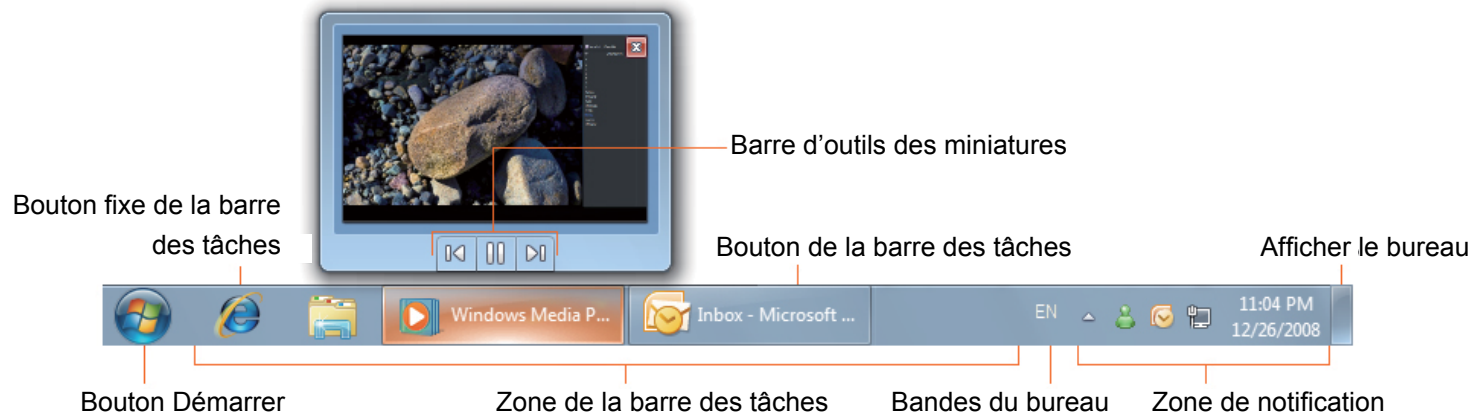 Barre d’outils des miniatures
Bouton fixe de la barre
des tâches
Bouton de la barre des tâches
Afficher le bureau
Windows Media P...
Inbox - Microsoft ...
EN
11:04 PM
12/26/2008
Bouton Démarrer
Zone de la barre des tâches
Bandes du bureau
Zone de notification